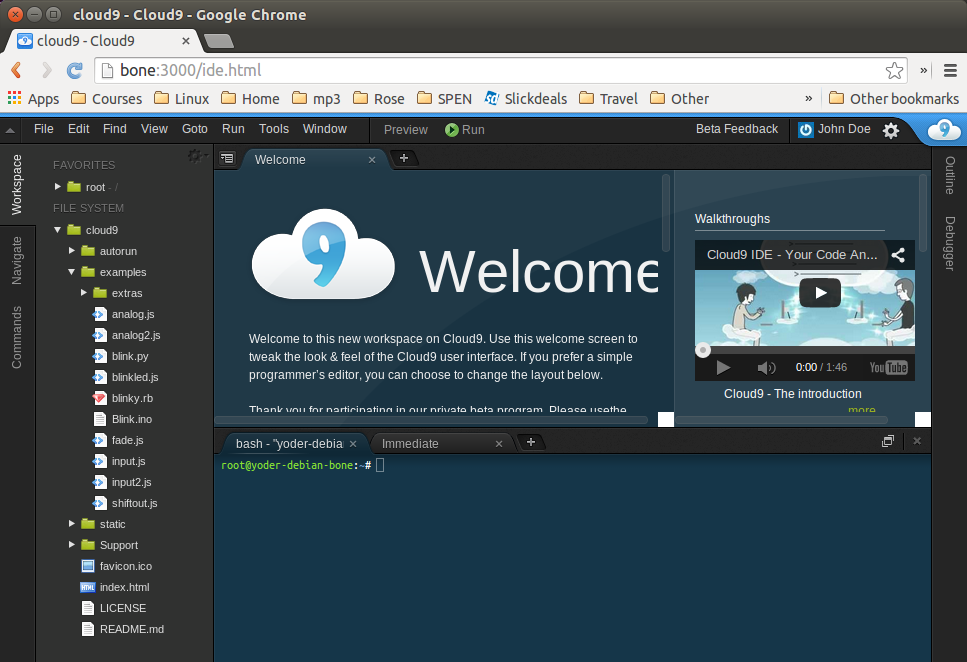 cloud9 - Cloud9 - Google Chrome
cloud9 - Cloud9
bone:3000/ide.html
Apps Courses Linux Home mp3 Rose SPEN Slickdeals Travel Other » Other bookmarks
File Edit Find View Goto Run Tools Window Preview Run Beta Feedback John Doe
Workspace
Navigate
Commands
FAVORITES
root - /
FILE SYSTEM
cloud9
autorun
examples
extras
analog.js
analog2.js
blink.py
blinkled.js
blinky.rb
Blink.ino
fade.js
input.js
input2.js
shiftout.js
static
Support
favicon.ico
index.html
LICENSE
README.md
Welcome
9 Welcome
Welcome to this new workspace on Cloud9. Use this welcome screen to
tweak the look & feel of the Cloud9 user interface. If you prefer a simple
programmer's editor, you can choose to change the layout below.
Thank you for participating in our private beta program. Please usethe
Walkthroughs
Cloud9 IDE - Your Code An...
0:00 / 1:46 YouTube
Cloud9 - The introduction
more
Outline
Debugger
bash - "yoder-debia Immediate
root@yoder-debian-bone:~#